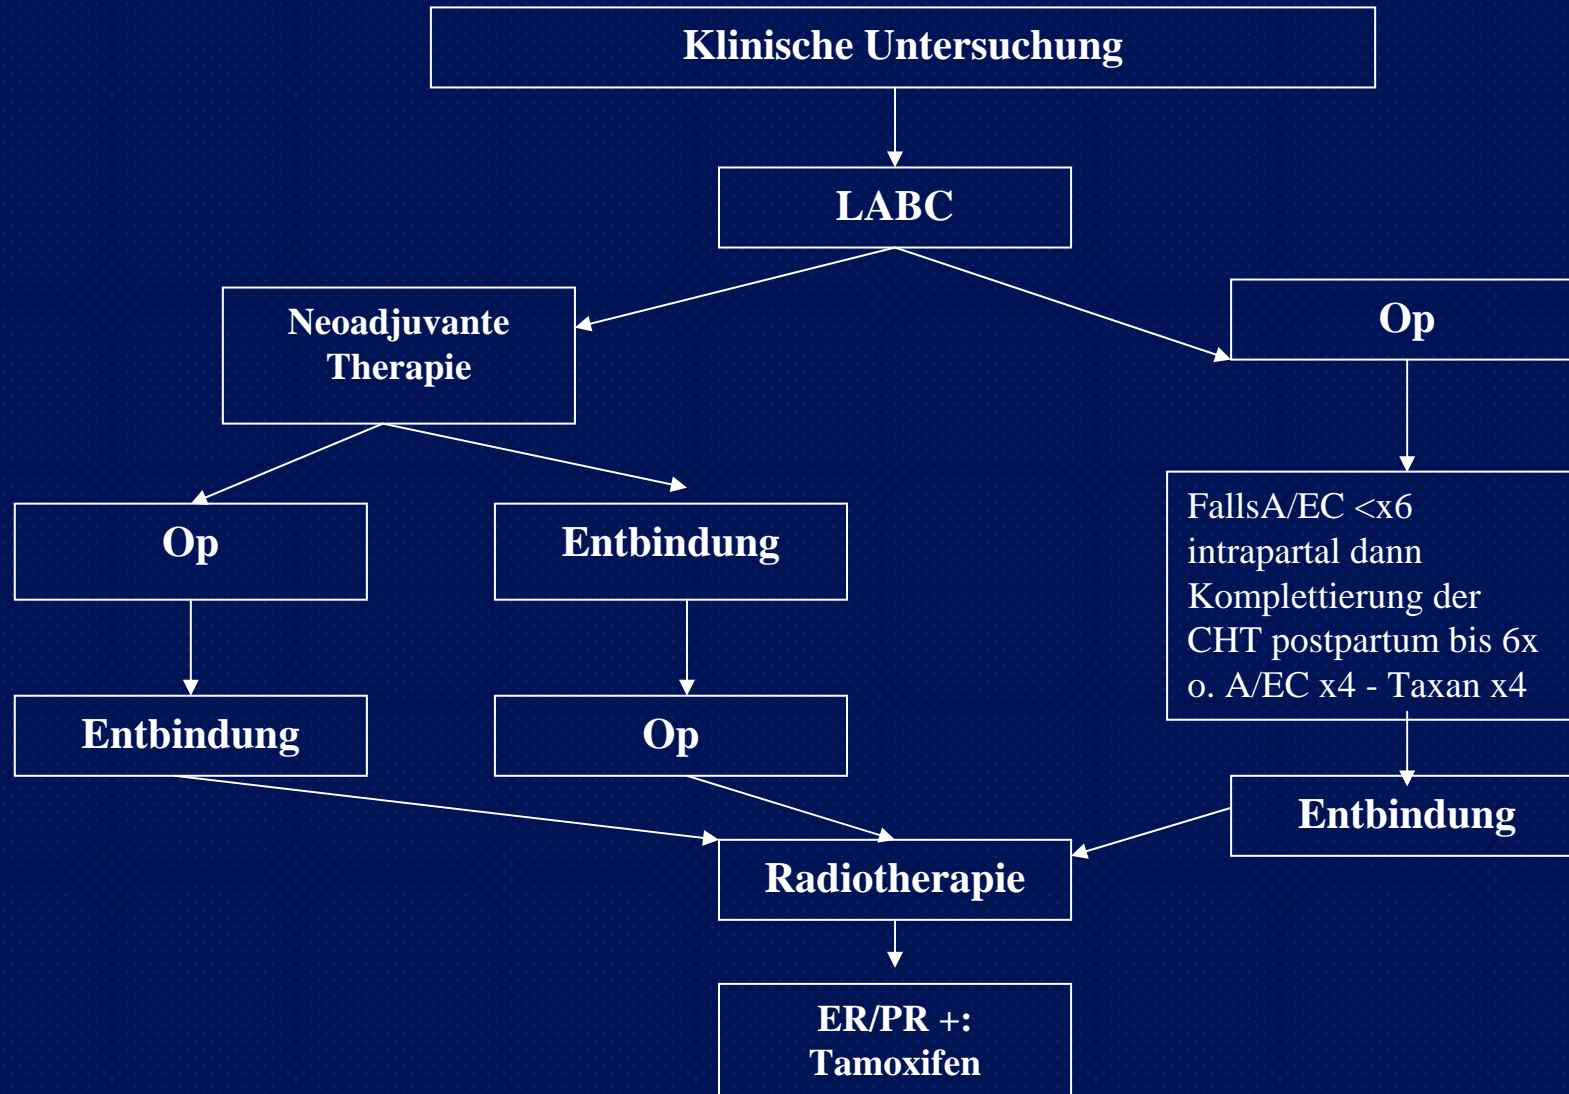 Klinische Untersuchung
LABC
Neoadjuvante
Therapie
Op
Op
Entbindung
FallsA/EC <x6
intrapartal dann
Komplettierung der
CHT postpartum bis 6x
o. A/EC x4 - Taxan x4
Entbindung
Op
Entbindung
Radiotherapie
ER/PR +:
Tamoxifen